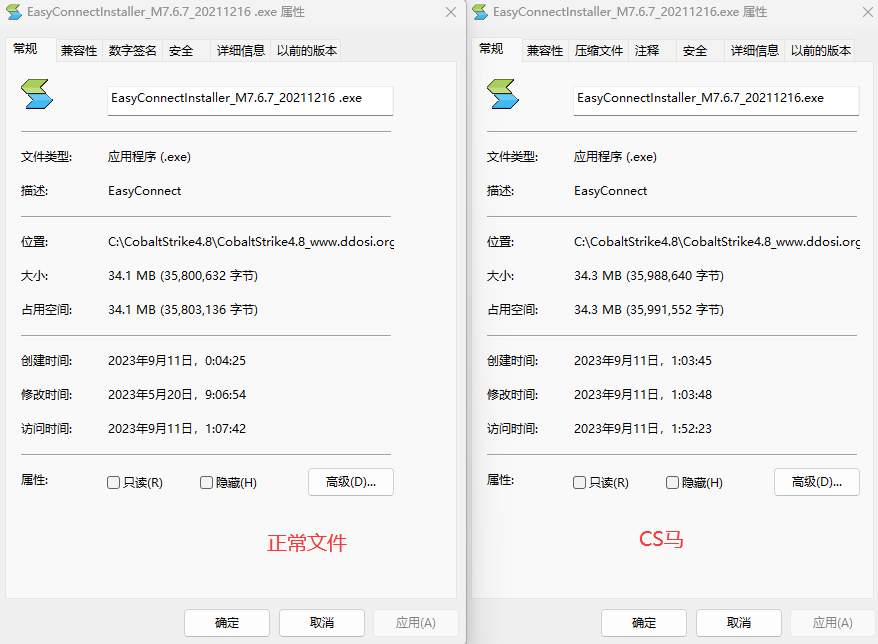 EasyConnectInstaller_M7.6.7_20211216 .exe 属性
常规 兼容性 数字签名 安全 详细信息 以前的版本
EasyConnectInstaller_M7.6.7_20211216 .exe
文件类型: 应用程序 (.exe)
描述: EasyConnect
位置: C:\CobaltStrike4.8\CobaltStrike4.8_www.ddosi.org
大小: 34.1 MB (35,800,632 字节)
占用空间: 34.1 MB (35,803,136 字节)
创建时间: 2023年9月11日，0:04:25
修改时间: 2023年5月20日，9:06:54
访问时间: 2023年9月11日，1:07:42
属性: 只读(R) 隐藏(H) 高级(D)...
正常文件
确定 取消 应用(A)
EasyConnectInstaller_M7.6.7_20211216.exe 属性
常规 兼容性 压缩文件 注释 安全 详细信息 以前的版本
EasyConnectInstaller_M7.6.7_20211216.exe
文件类型: 应用程序 (.exe)
描述: EasyConnect
位置: C:\CobaltStrike4.8\CobaltStrike4.8_www.ddosi.org
大小: 34.3 MB (35,988,640 字节)
占用空间: 34.3 MB (35,991,552 字节)
创建时间: 2023年9月11日，1:03:45
修改时间: 2023年9月11日，1:03:48
访问时间: 2023年9月11日，1:52:23
属性: 只读(R) 隐藏(H) 高级(D)...
CS马
确定 取消 应用(A)